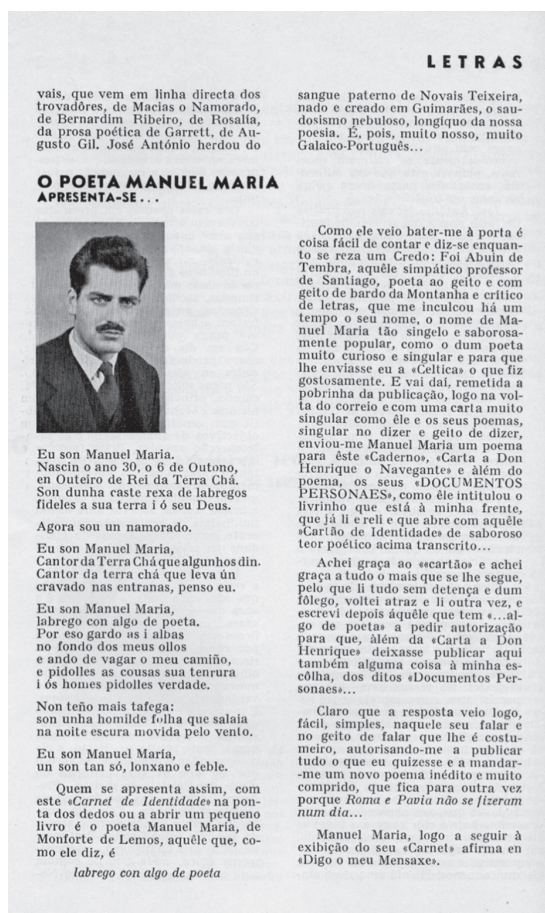 LETRAS
vais, que vem em linha directa dos
trovadôres, de Macias o Namorado,
de Bernardim Ribeiro, de Rosalía,
da prosa poética de Garrett, de Au-
gusto Gil. José António herdou do
sangue paterno de Novais Teixeira,
nado e creado em Guimarães, o sau-
dosismo nebuloso, longíquo da nossa
poesia. É, pois, muito nosso, muito
Galaico-Português...
O POETA MANUEL MARIA
APRESENTA-SE...
Eu son Manuel Maria.
Nascin o ano 30, o 6 de Outono,
en Outeiro de Rei da Terra Chá.
Son dunha caste rexa de labregos
fideles a sua terra i ó seu Deus.
Agora sou un namorado.
Eu son Manuel Maria,
Cantor da Terra Chá que algunhos din.
Cantor da terra chá que leva ún
cravado nas entranas, penso eu.
Eu son Manuel Maria,
labrego con algo de poeta.
Por eso gardo as i albas
no fondo dos meus ollos
e ando de vagar o meu camiño,
e pidolles as cousas sua tenrura
i ós homes pidolles verdade.
Non teño mais tafega:
son unha homilde folha que salaia
na noite escura movida pelo vento.
Eu son Manuel Maria,
un son tan só, lonxano e feble.
Quem se apresenta assim, com
este «Carnet de Identidade» na pon-
ta dos dedos ou a abrir um pequeno
livro é o poeta Manuel Maria, de
Monforte de Lemos, aquêle que, co-
mo ele diz, é
labrego con algo de poeta
Como ele veio bater-me à porta é
coisa fácil de contar e diz-se enquan-
to se reza um Credo: Foi Abuin de
Tembra, aquêle simpático professor
de Santiago, poeta ao geito e com
geito de bardo da Montanha e crítico
de letras, que me inculcou há um
tempo o seu nome, o nome de Ma-
nuel Maria tão singelo e saborosa-
mente popular, como o dum poeta
muito curioso e singular e para que
lhe enviasse eu a «Céltica» o que fiz
gostosamente. E vai daí, remetida a
pobrinha da publicação, logo na vol-
ta do correio e com uma carta muito
singular como êle e os seus poemas,
singular no dizer e geito de dizer,
enviou-me Manuel Maria um poema
para êste «Caderno», «Carta a Don
Henrique o Navegante» e àlém do
poema, os seus «DOCUMENTOS
PERSONAES», como êle intitulou o
livrinho que está à minha frente,
que já li e reli e que abre com aquêle
«Cartão de Identidade» de saboroso
teor poético acima transcrito...
Achei graça ao ««cartão» e achei
graça a tudo o mais que se lhe segue,
pelo que li tudo sem detença e dum
fôlego, voltei atraz e li outra vez, e
escrevi depois àquêle que tem «...al-
go de poeta» a pedir autorização
para que, àlém da «Carta a Don
Henrique» deixasse publicar aqui
também alguma coisa à minha es-
côlha, dos ditos «Documentos Per-
sonaes»...
Claro que a resposta veio logo,
fácil, simples, naquele seu falar e
no geito de falar que lhe é costu-
meiro, autorisando-me a publicar
tudo o que eu quizesse e a mandar-
-me um novo poema inédito e muito
comprido, que fica para outra vez
porque Roma e Pavia não se fizeram
num dia...
Manuel Maria, logo a seguir à
exibição do seu «Carnet» afirma en
«Digo o meu Mensaxe».